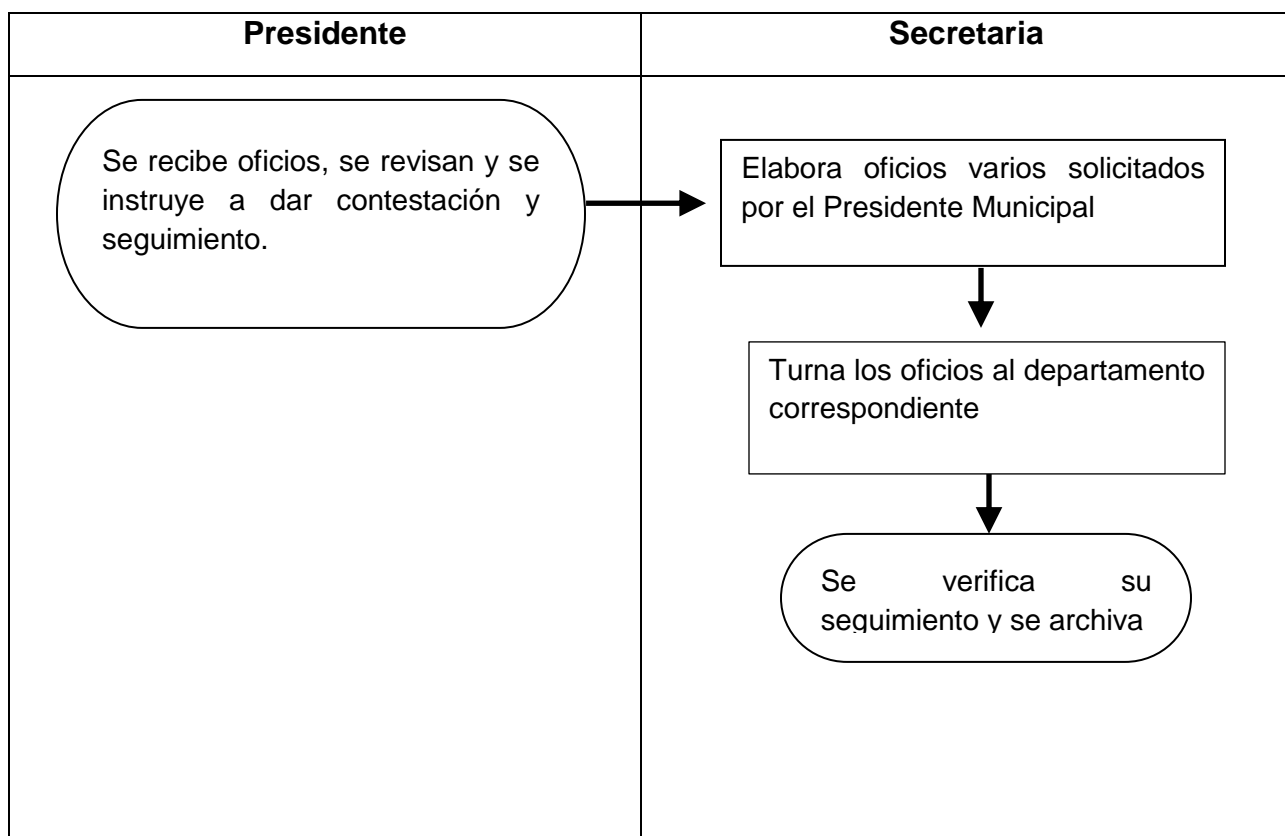 Presidente
Secretaria
Se recibe oficios, se revisan y se
instruye a dar contestación y
seguimiento.
Elabora oficios varios solicitados
por el Presidente Municipal
Turna los oficios al departamento
correspondiente
Se verifica su
seguimiento y se archiva